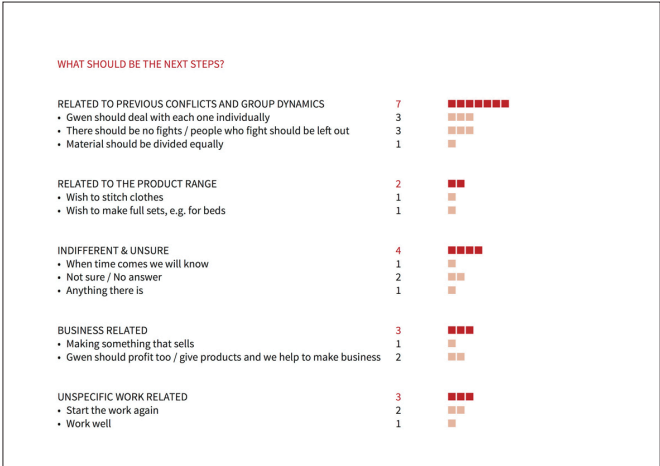 WHAT SHOULD BE THE NEXT STEPS?
RELATED TO PREVIOUS CONFLICTS AND GROUP DYNAMICS 7
• Gwen should deal with each one individually 3
• There should be no fights / people who fight should be left out 3
• Material should be divided equally 1
RELATED TO THE PRODUCT RANGE 2
• Wish to stitch clothes 1
• Wish to make full sets, e.g. for beds 1
INDIFFERENT & UNSURE 4
• When time comes we will know 1
• Not sure / No answer 2
• Anything there is 1
BUSINESS RELATED 3
• Making something that sells 1
• Gwen should profit too / give products and we help to make business 2
UNSPECIFIC WORK RELATED 3
• Start the work again 2
• Work well 1